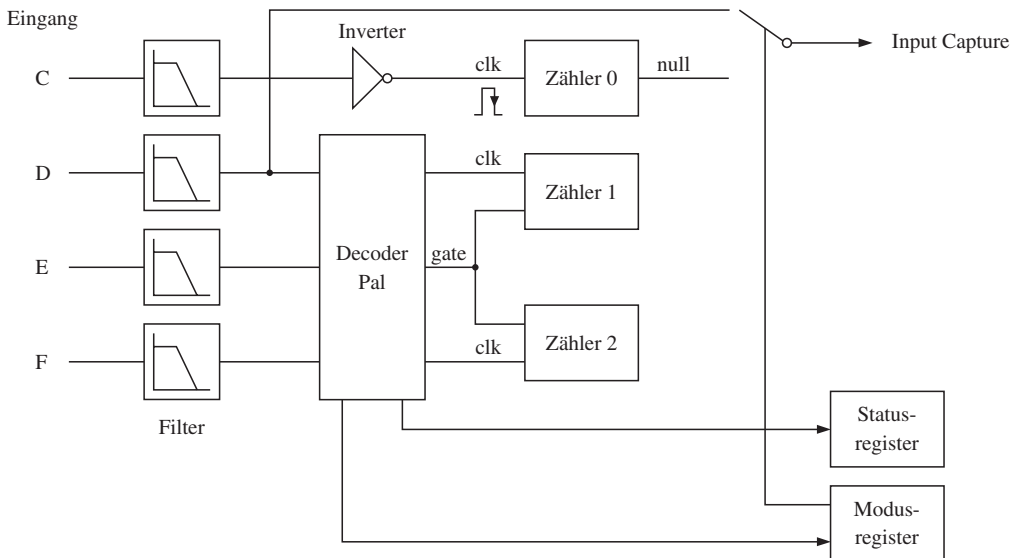 Eingang
Inverter
Input Capture
C
clk
Zähler 0
null
D
clk
Zähler 1
E
Decoder
Pal
gate
F
clk
Zähler 2
Filter
Status-
register
Modus-
register